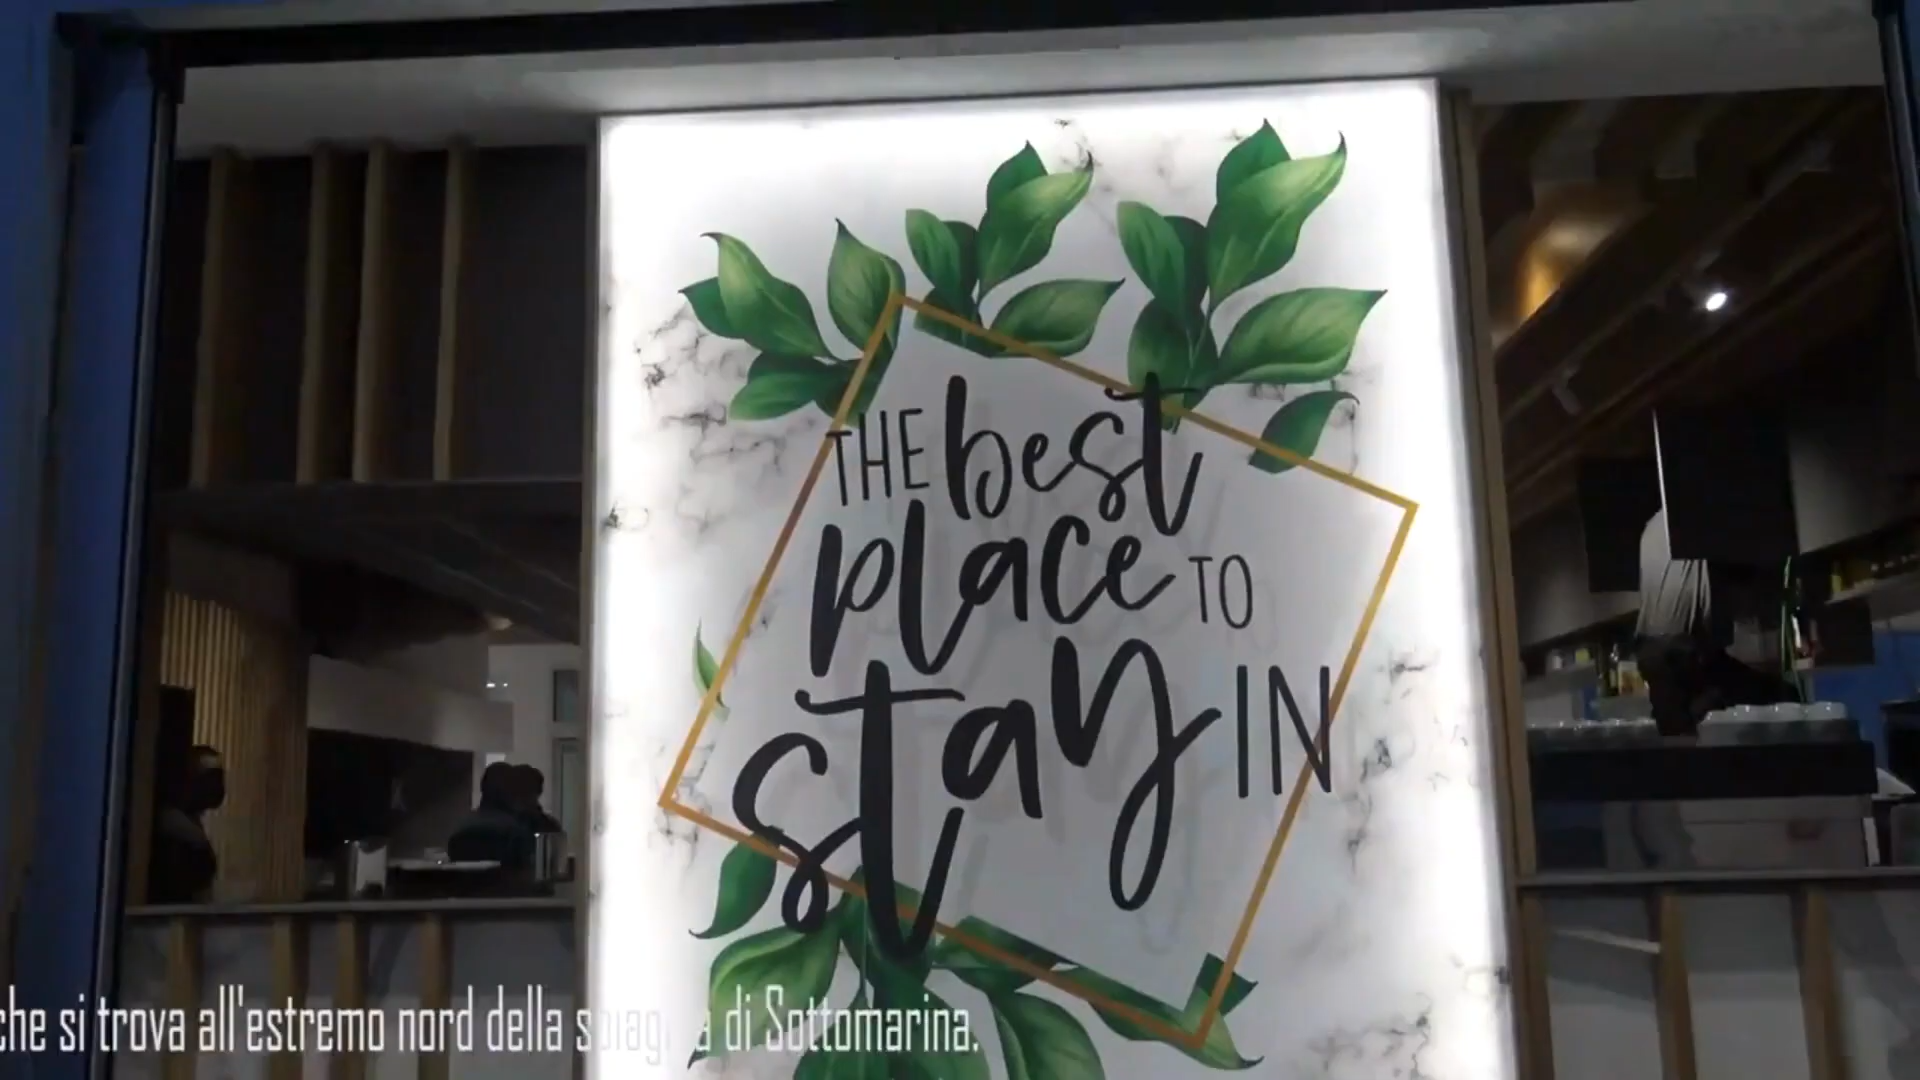 THE best
place TO
stay IN
che si trova all'estremo nord della spiaggia di Sottomarina.